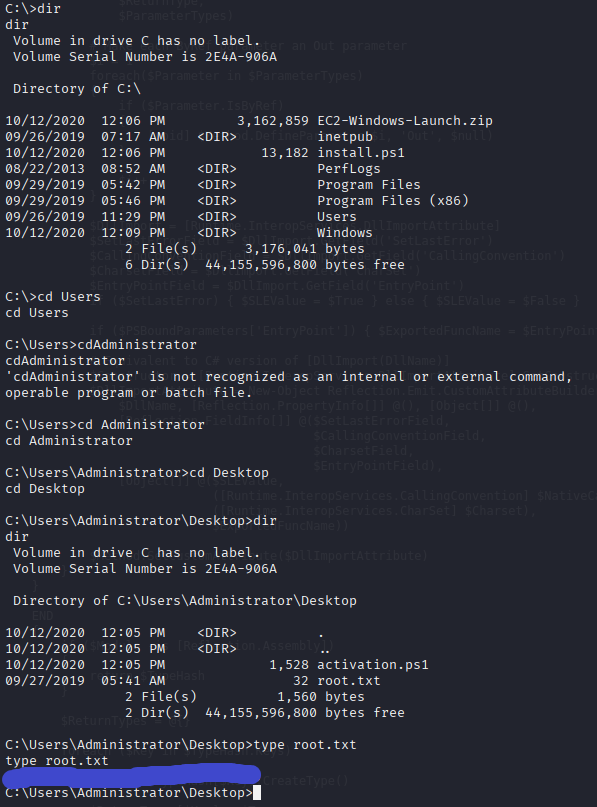 C:\>dir
dir
 Volume in drive C has no label.
 Volume Serial Number is 2E4A-906A

 Directory of C:\

10/12/2020  12:06 PM         3,162,859 EC2-Windows-Launch.zip
09/26/2019  07:17 AM    <DIR>          inetpub
10/12/2020  12:06 PM            13,182 install.ps1
08/22/2013  08:52 AM    <DIR>          PerfLogs
09/29/2019  05:42 PM    <DIR>          Program Files
09/29/2019  05:46 PM    <DIR>          Program Files (x86)
09/26/2019  11:29 PM    <DIR>          Users
10/12/2020  12:09 PM    <DIR>          Windows
               2 File(s)      3,176,041 bytes
               6 Dir(s)  44,155,596,800 bytes free

C:\>cd Users
cd Users

C:\Users>cdAdministrator
cdAdministrator
'cdAdministrator' is not recognized as an internal or external command,
operable program or batch file.

C:\Users>cd Administrator
cd Administrator

C:\Users\Administrator>cd Desktop
cd Desktop

C:\Users\Administrator\Desktop>dir
dir
 Volume in drive C has no label.
 Volume Serial Number is 2E4A-906A

 Directory of C:\Users\Administrator\Desktop

10/12/2020  12:05 PM    <DIR>          .
10/12/2020  12:05 PM    <DIR>          ..
10/12/2020  12:05 PM             1,528 activation.ps1
09/27/2019  05:41 AM                32 root.txt
               2 File(s)          1,560 bytes
               2 Dir(s)  44,155,596,800 bytes free

C:\Users\Administrator\Desktop>type root.txt
type root.txt

C:\Users\Administrator\Desktop>